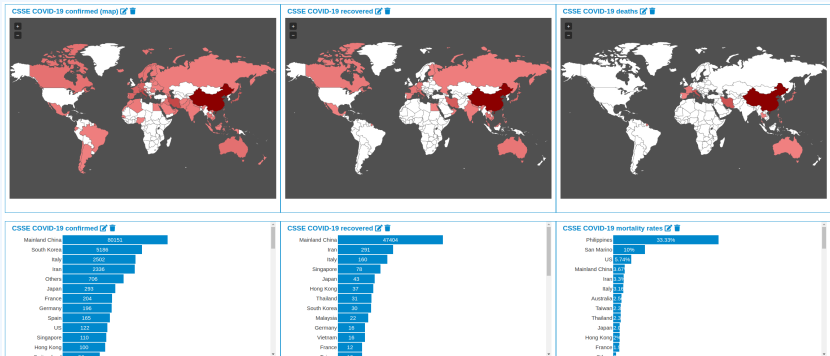 CSSE COVID-19 confirmed (map)
CSSE COVID-19 recovered
CSSE COVID-19 deaths
CSSE COVID-19 confirmed
Mainland China 80151
South Korea 5186
Italy 2502
Iran 2336
Others 706
Japan 293
France 204
Germany 196
Spain 165
US 122
Singapore 110
Hong Kong 100
CSSE COVID-19 recovered
Mainland China 47404
Iran 291
Italy 160
Singapore 78
Japan 43
Hong Kong 37
Thailand 31
South Korea 30
Malaysia 22
Germany 16
Vietnam 16
France 12
CSSE COVID-19 mortality rates
Philippines 33.33%
San Marino 10%
US 5.74%
Mainland China
Iran
Italy
Australia
Taiwan
Thailand
Japan
Hong Kong
France